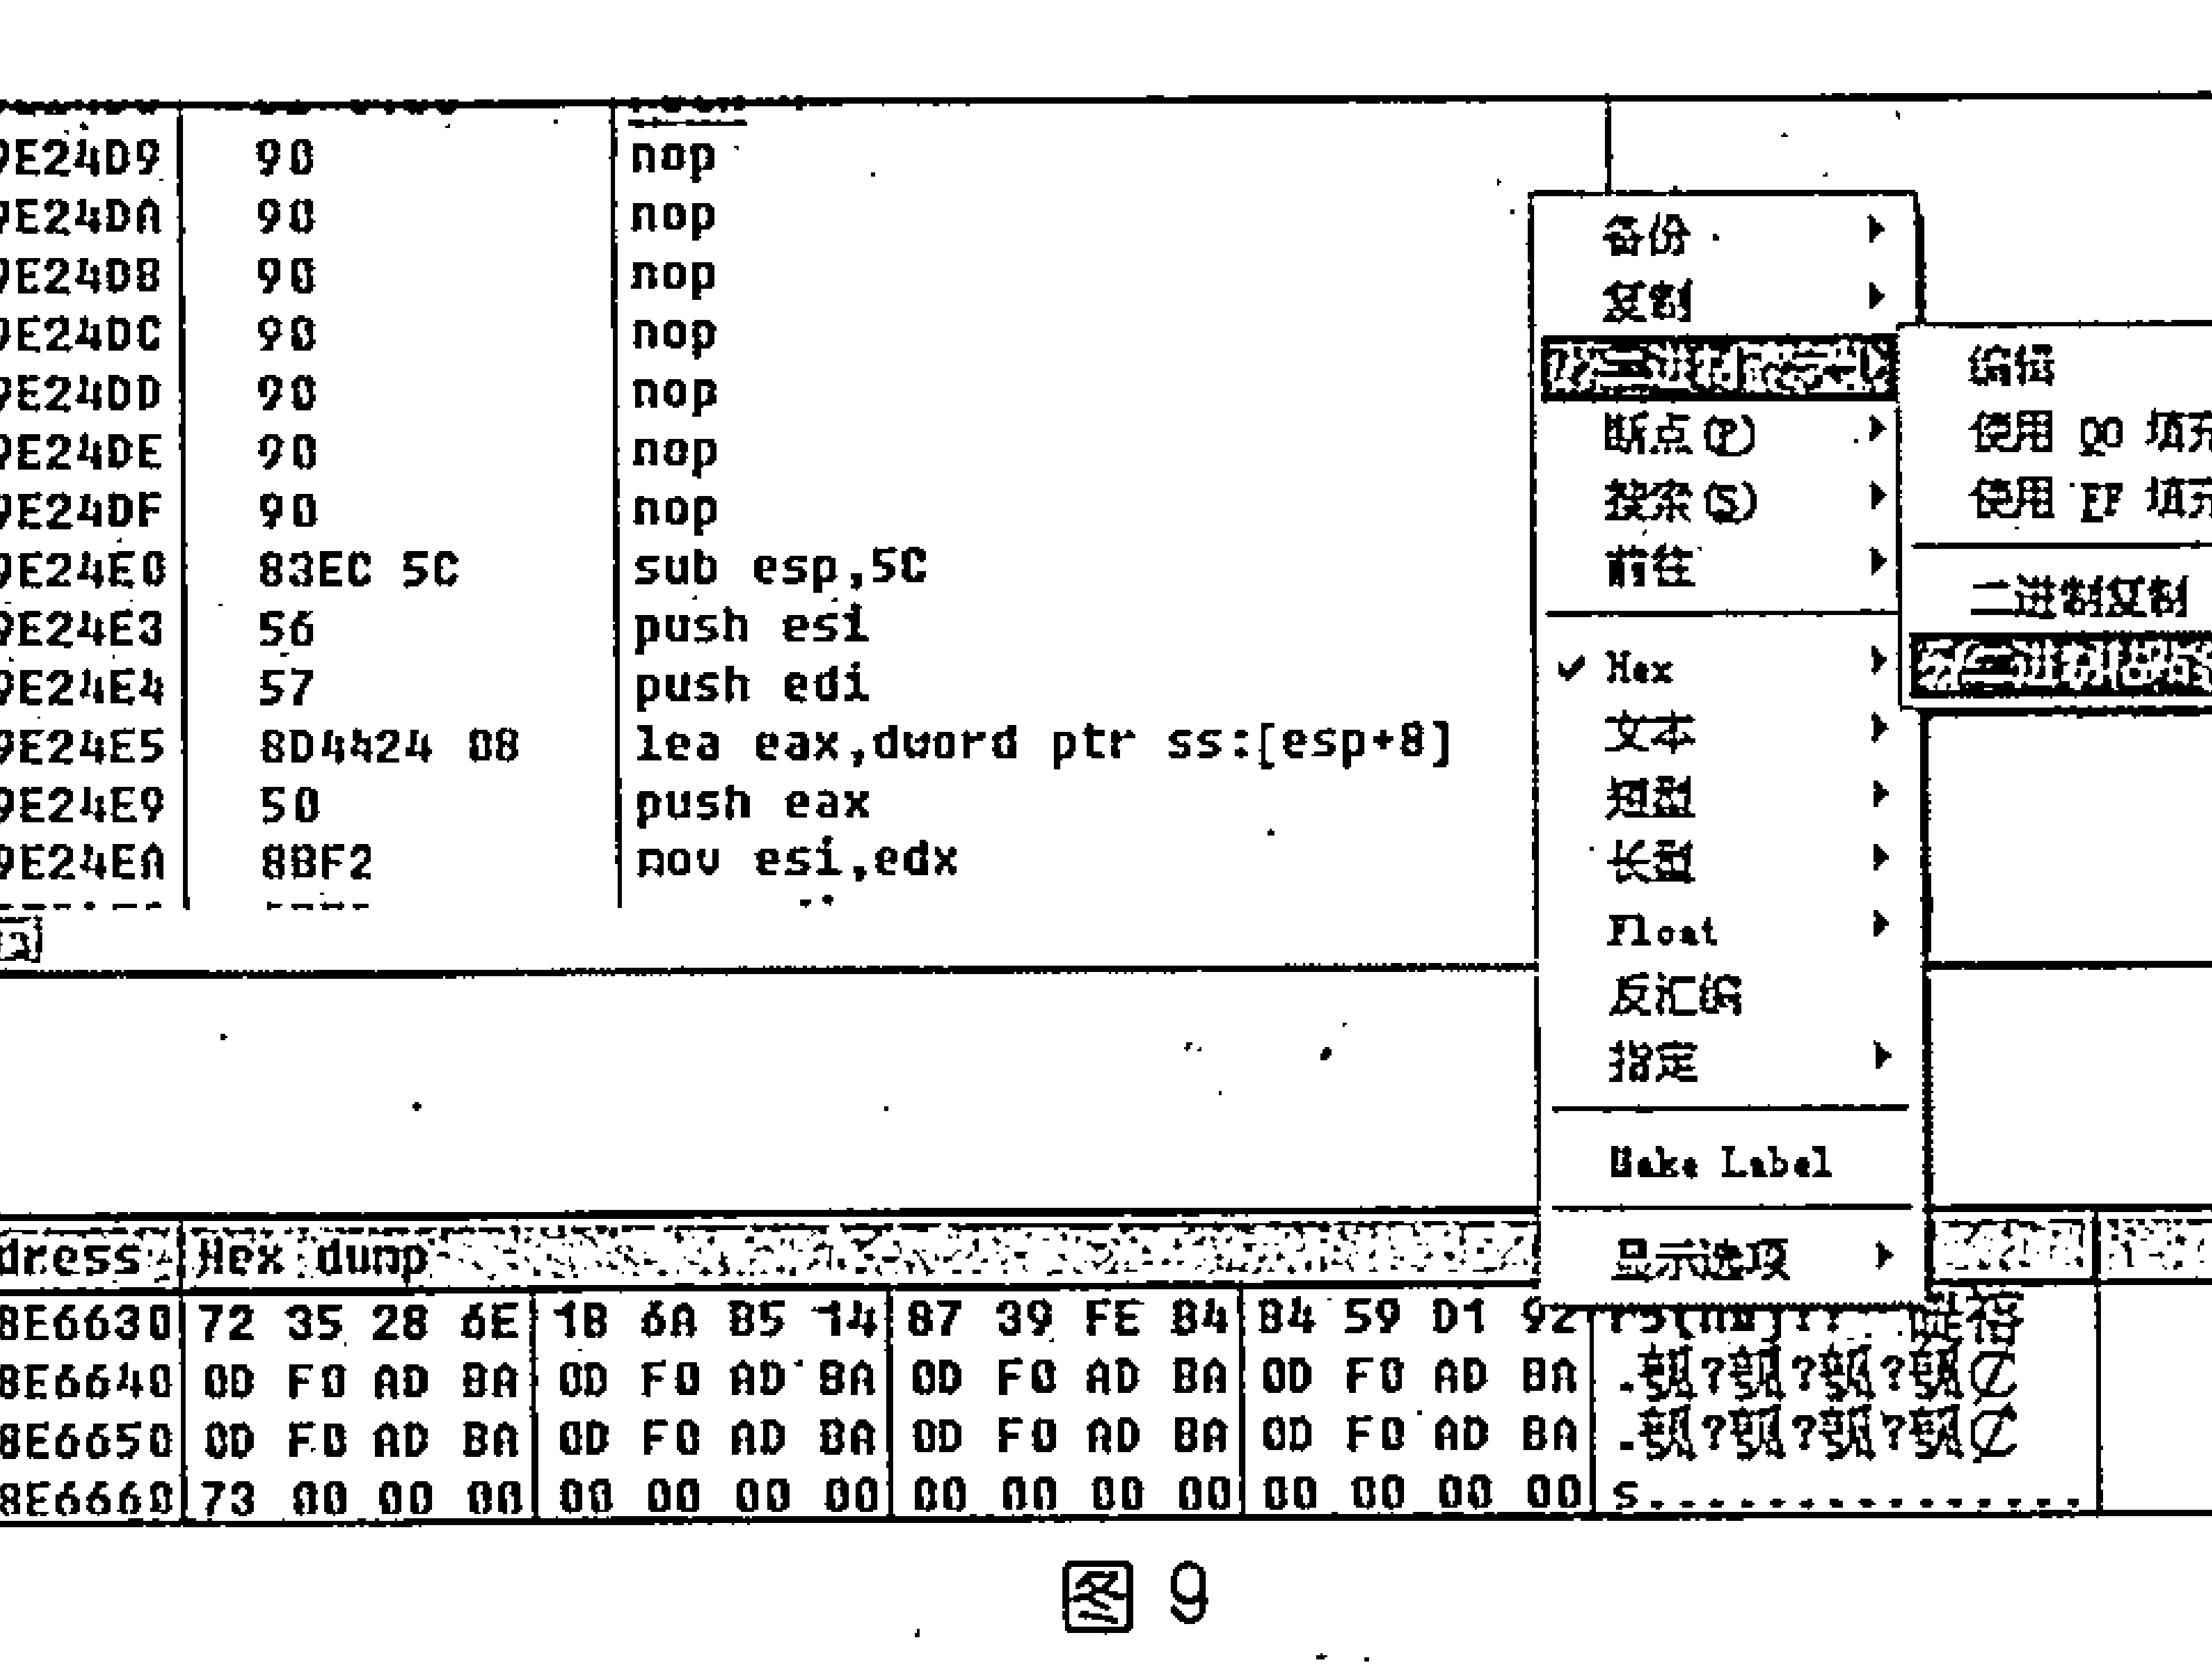 9E24D9 90 nop
9E24DA 90 nop
9E24DB 90 nop
9E24DC 90 nop
9E24DD 90 nop
9E24DE 90 nop
9E24DF 90 nop
9E24E0 83EC 5C sub esp,5C
9E24E3 56 push esi
9E24E4 57 push edi
9E24E5 8D4424 08 lea eax,dword ptr ss:[esp+8]
9E24E9 50 push eax
9E24EA 8BF2 mov esi,edx
备份
复制
断点(P)
搜索(S)
前往
Hex
文本
短型
长型
Float
反汇编
指定
Make Label
显示选项
编辑
使用 00 填充
使用 FF 填充
二进制复制
dress Hex dump
8E6630 72 35 28 6E 1B 6A B5 14 87 39 FE B4 B4 59 D1 92
8E6640 0D F0 AD BA 0D F0 AD BA 0D F0 AD BA 0D F0 AD BA
8E6650 0D F0 AD BA 0D F0 AD BA 0D F0 AD BA 0D F0 AD BA
8E6660 73 00 00 00 00 00 00 00 00 00 00 00 00 00 00 00 s...............
图 9